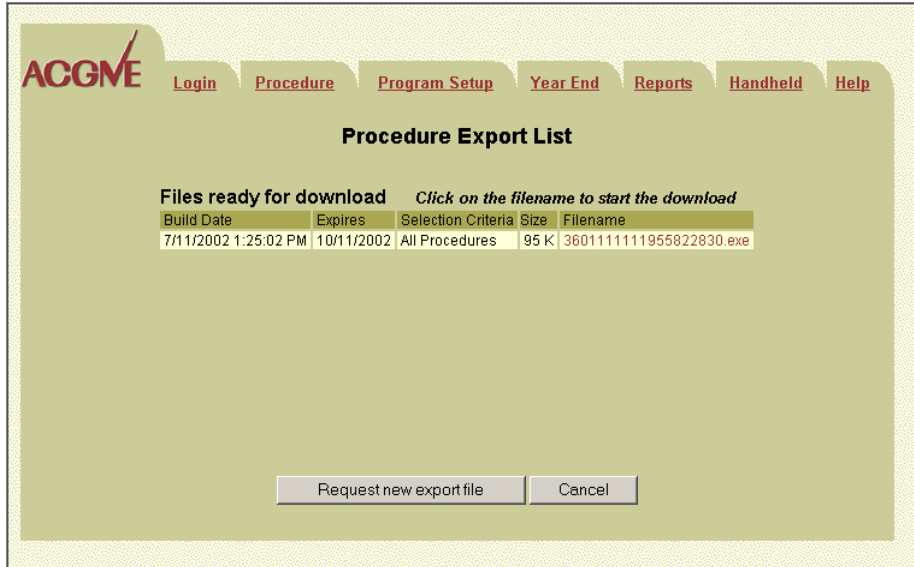 ACGME
Login Procedure Program Setup Year End Reports Handheld Help
Procedure Export List
Files ready for download Click on the filename to start the download
Build Date Expires Selection Criteria Size Filename
7/11/2002 1:25:02 PM 10/11/2002 All Procedures 95 K 3601111111955822830.exe
Request new export file Cancel